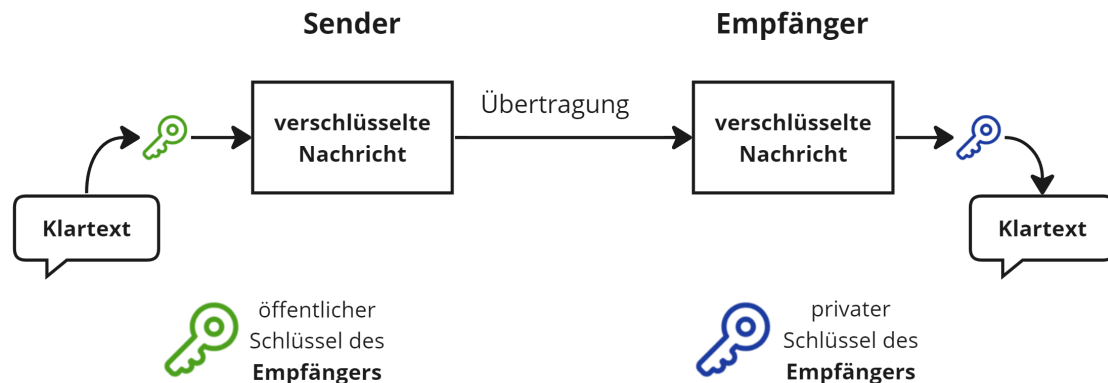 Sender
Empfänger
Übertragung
verschlüsselte
Nachricht
verschlüsselte
Nachricht
Klartext
Klartext
öffentlicher
Schlüssel des
Empfängers
privater
Schlüssel des
Empfängers